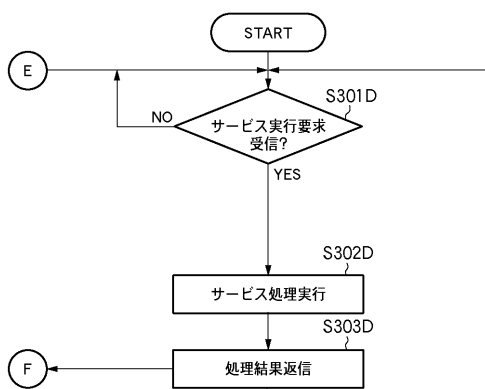 START
E
S301D
NO
サービス実行要求
受信?
YES
S302D
サービス処理実行
S303D
F
処理結果返信